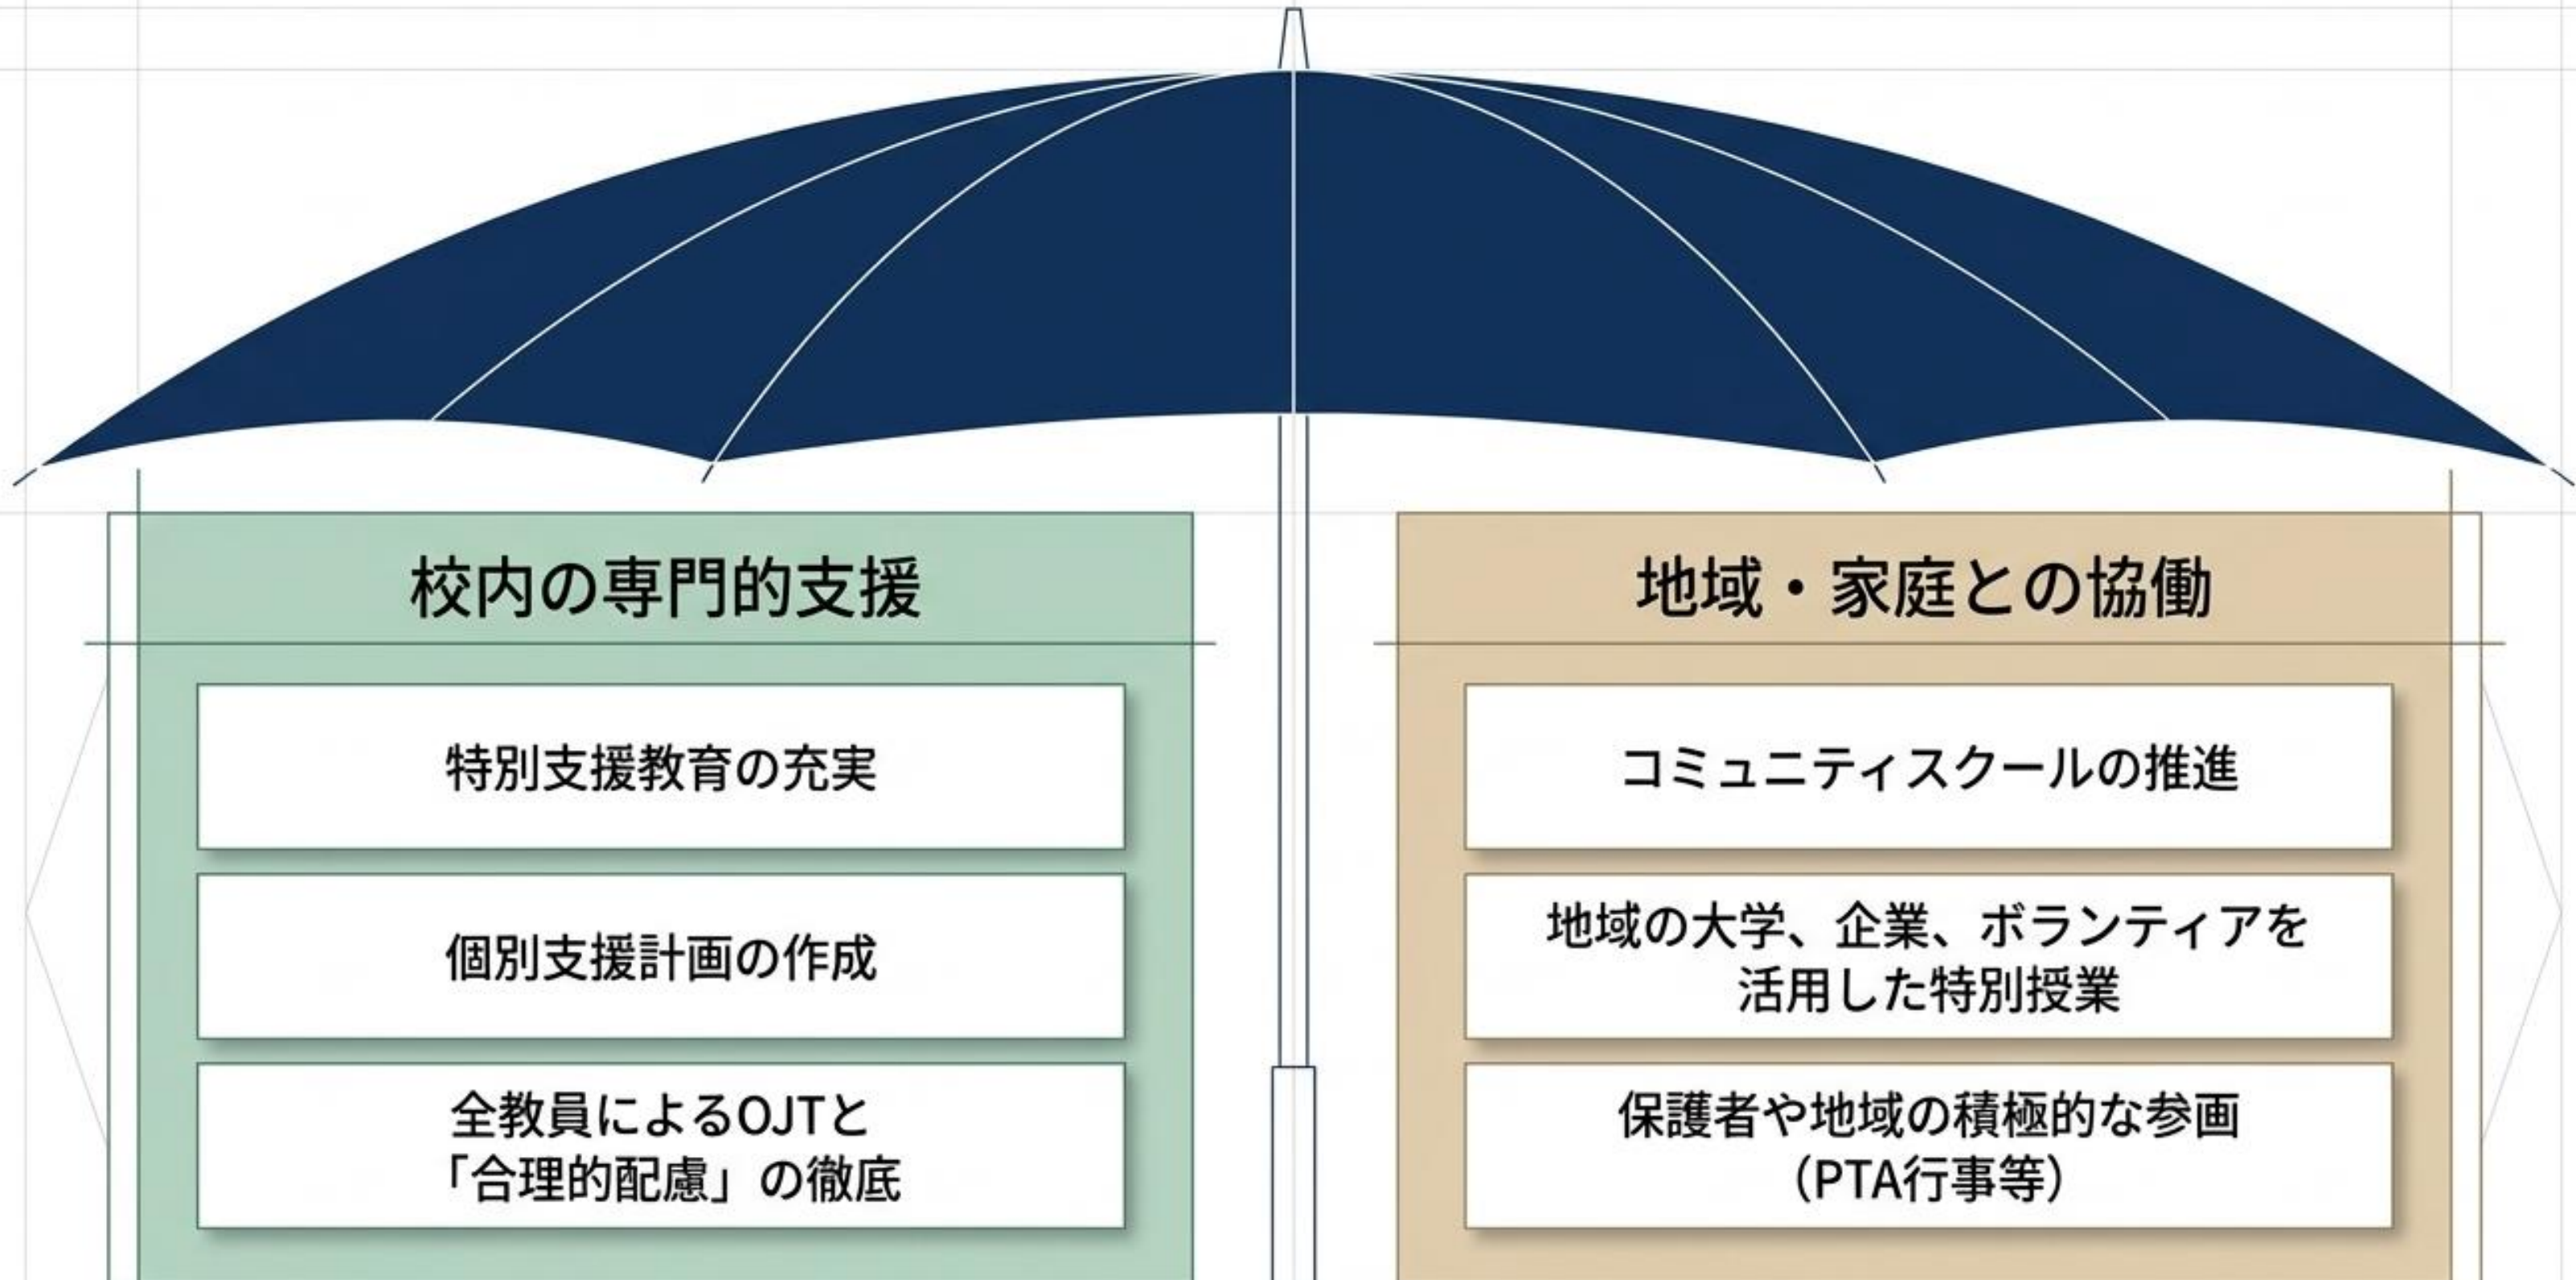 校内の専門的支援
特別支援教育の充実
個別支援計画の作成
全教員によるOJTと
「合理的配慮」の徹底
地域・家庭との協働
コミュニティスクールの推進
地域の大学、企業、ボランティアを
活用した特別授業
保護者や地域の積極的な参画
（PTA行事等）